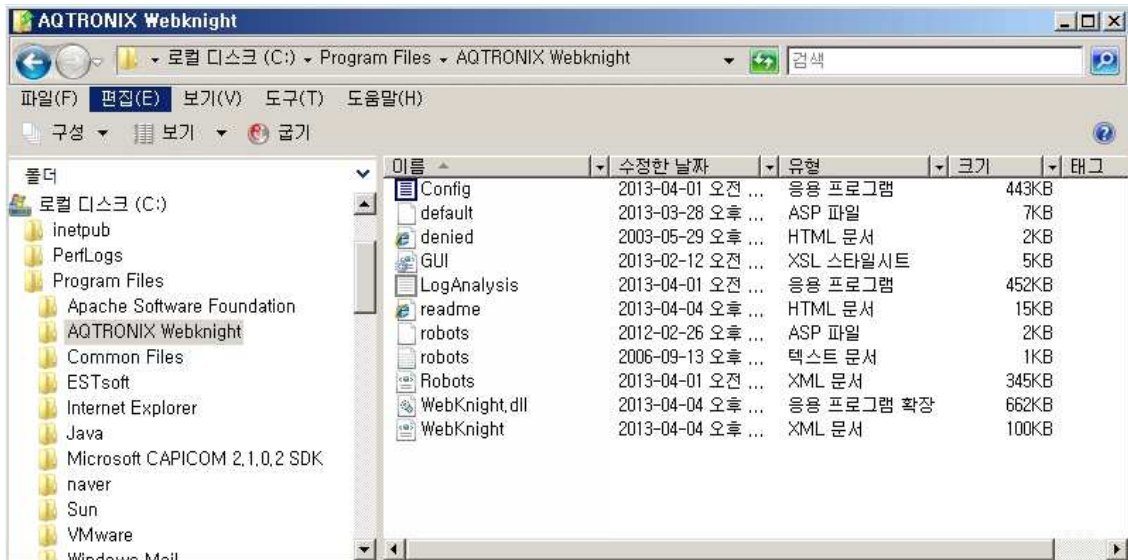 AQTRONIX Webknight
로컬 디스크 (C:) Program Files AQTRONIX Webknight 검색
파일(F) 편집(E) 보기(V) 도구(T) 도움말(H)
구성 보기 굽기
폴더
로컬 디스크 (C:)
inetpub
PerfLogs
Program Files
Apache Software Foundation
AQTRONIX Webknight
Common Files
ESTsoft
Internet Explorer
Java
Microsoft CAPICOM 2.1.0.2 SDK
naver
Sun
VMware
Windows Mail
이름 수정한 날짜 유형 크기 태그
Config 2013-04-01 오전 ... 응용 프로그램 443KB
default 2013-03-28 오후 ... ASP 파일 7KB
denied 2003-05-29 오후 ... HTML 문서 2KB
GUI 2013-02-12 오전 ... XSL 스타일시트 5KB
LogAnalysis 2013-04-01 오전 ... 응용 프로그램 452KB
readme 2013-04-04 오후 ... HTML 문서 15KB
robots 2012-02-26 오후 ... ASP 파일 2KB
robots 2006-09-13 오후 ... 텍스트 문서 1KB
Robots 2013-04-01 오전 ... XML 문서 345KB
WebKnight.dll 2013-04-04 오후 ... 응용 프로그램 확장 662KB
WebKnight 2013-04-04 오후 ... XML 문서 100KB